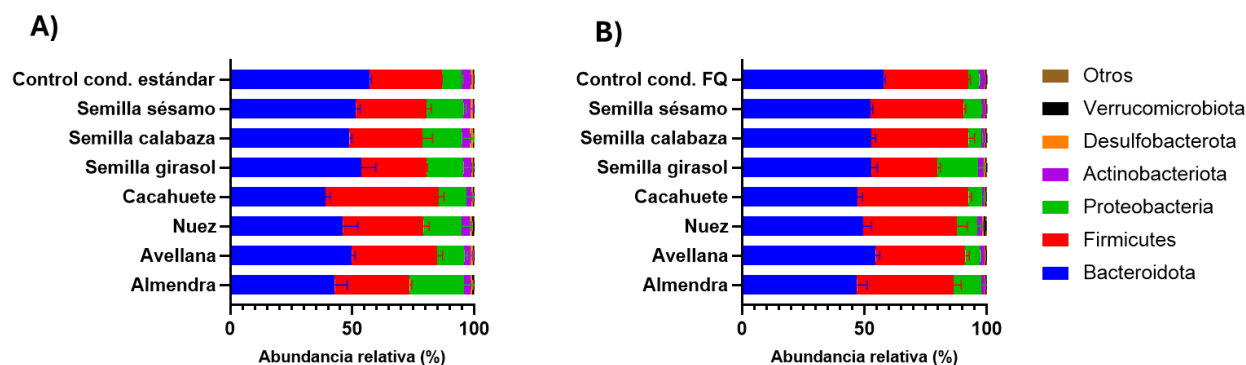 A)
Control cond. estándar
Semilla sésamo
Semilla calabaza
Semilla girasol
Cacahuete
Nuez
Avellana
Almendra
0 50 100
Abundancia relativa (%)
B)
Control cond. FQ
Semilla sésamo
Semilla calabaza
Semilla girasol
Cacahuete
Nuez
Avellana
Almendra
0 50 100
Abundancia relativa (%)
Otros
Verrucomicrobiota
Desulfobacterota
Actinobacteriota
Proteobacteria
Firmicutes
Bacteroidota